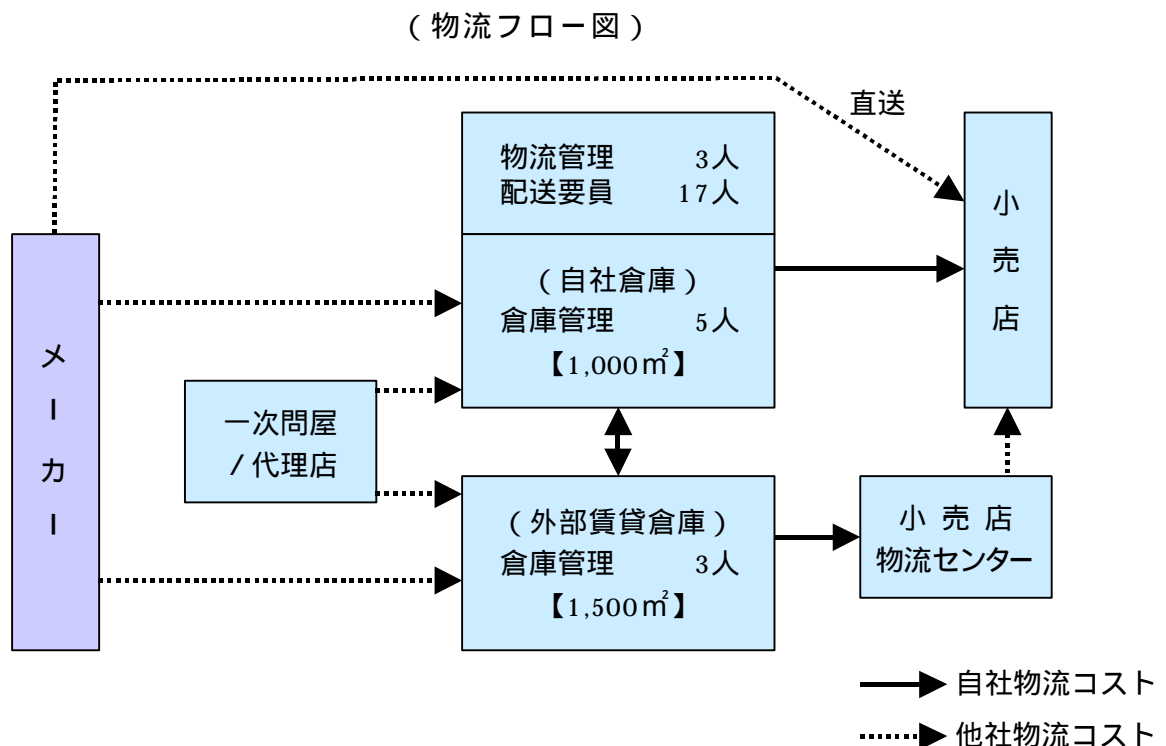 (物流フロー図)
直送
物流管理 3人
配送要員 17人
小売店
メーカー
(自社倉庫)
倉庫管理 5人
【1,000㎡】
一次問屋
/代理店
(外部賃貸倉庫)
倉庫管理 3人
【1,500㎡】
小売店
物流センター
自社物流コスト
他社物流コスト